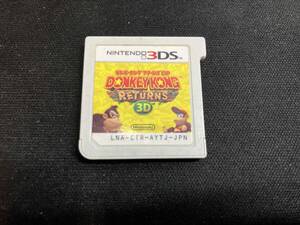 NINTENDO 3DS
DONKEY KONG
RETURNS
3D
Nintendo
LNA-CTR-AYTJ-JPN